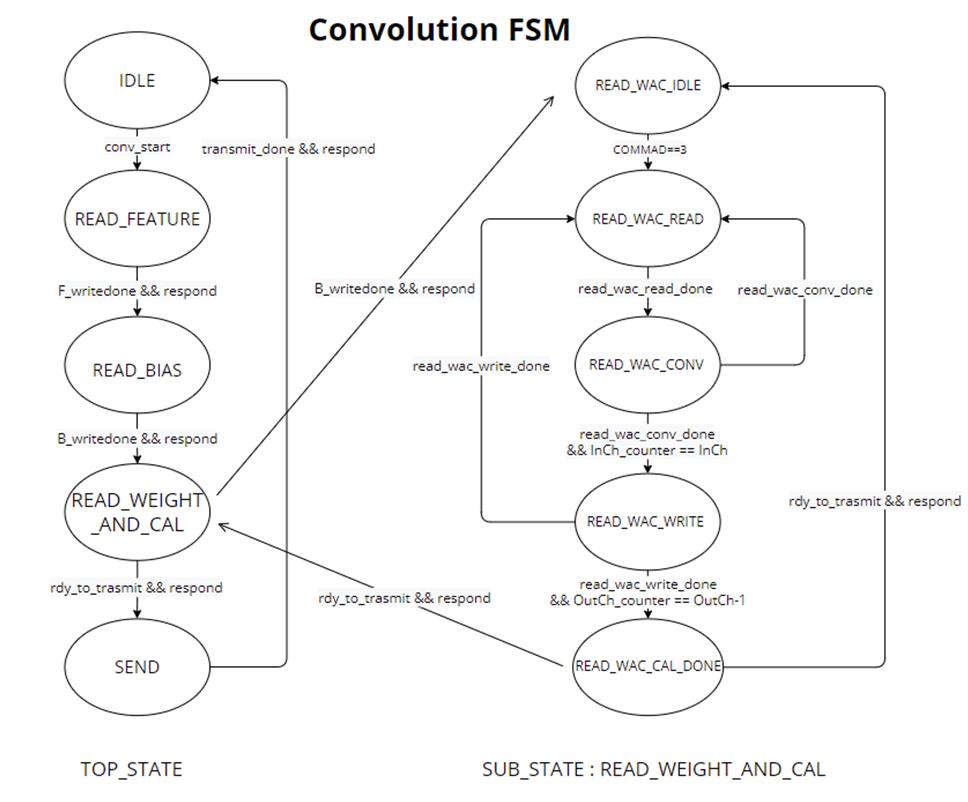 Convolution FSM
IDLE
conv_start
transmit_done && respond
READ_FEATURE
F_writedone && respond
READ_BIAS
B_writedone && respond
READ_WEIGHT
_AND_CAL
rdy_to_trasmit && respond
SEND
TOP_STATE
B_writedone && respond
rdy_to_trasmit && respond
READ_WAC_IDLE
COMMAD==3
READ_WAC_READ
read_wac_read_done
read_wac_conv_done
read_wac_write_done
READ_WAC_CONV
read_wac_conv_done
&& InCh_counter == InCh
READ_WAC_WRITE
rdy_to_trasmit && respond
read_wac_write_done
&& OutCh_counter == OutCh-1
READ_WAC_CAL_DONE
SUB_STATE : READ_WEIGHT_AND_CAL